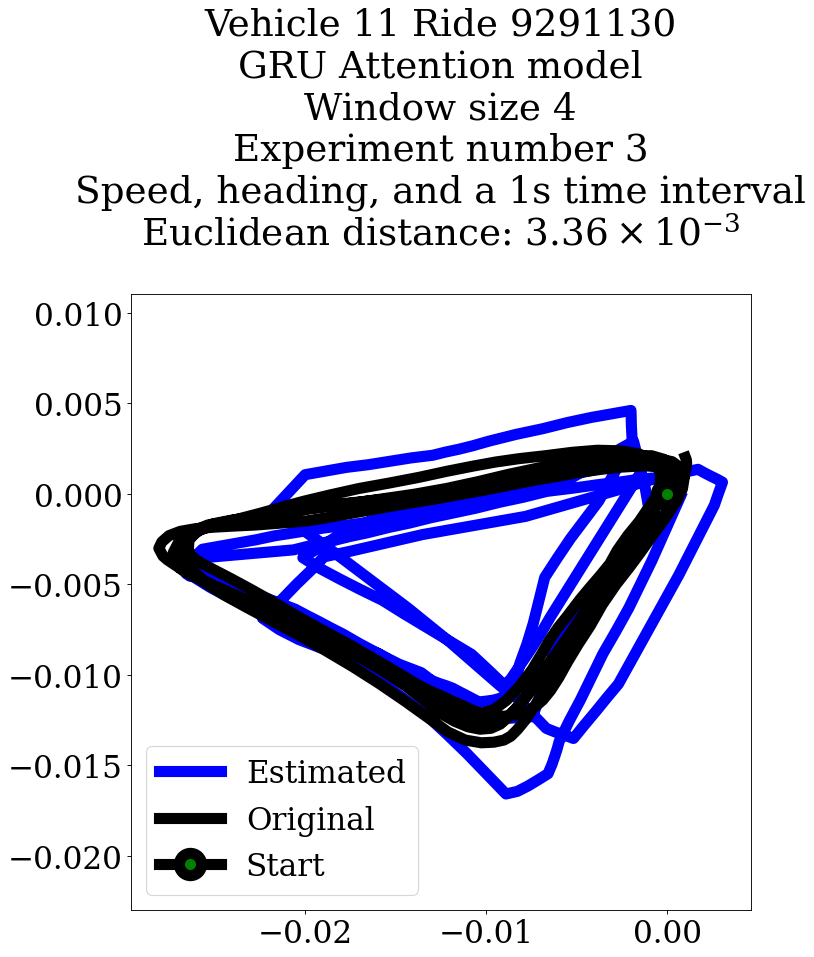 Vehicle 11 Ride 9291130
GRU Attention model
Window size 4
Experiment number 3
Speed, heading, and a 1s time interval
Euclidean distance: 3.36 × 10⁻³
0.010
0.005
0.000
−0.005
−0.010
−0.015
−0.020
Estimated
Original
Start
−0.02
−0.01
0.00